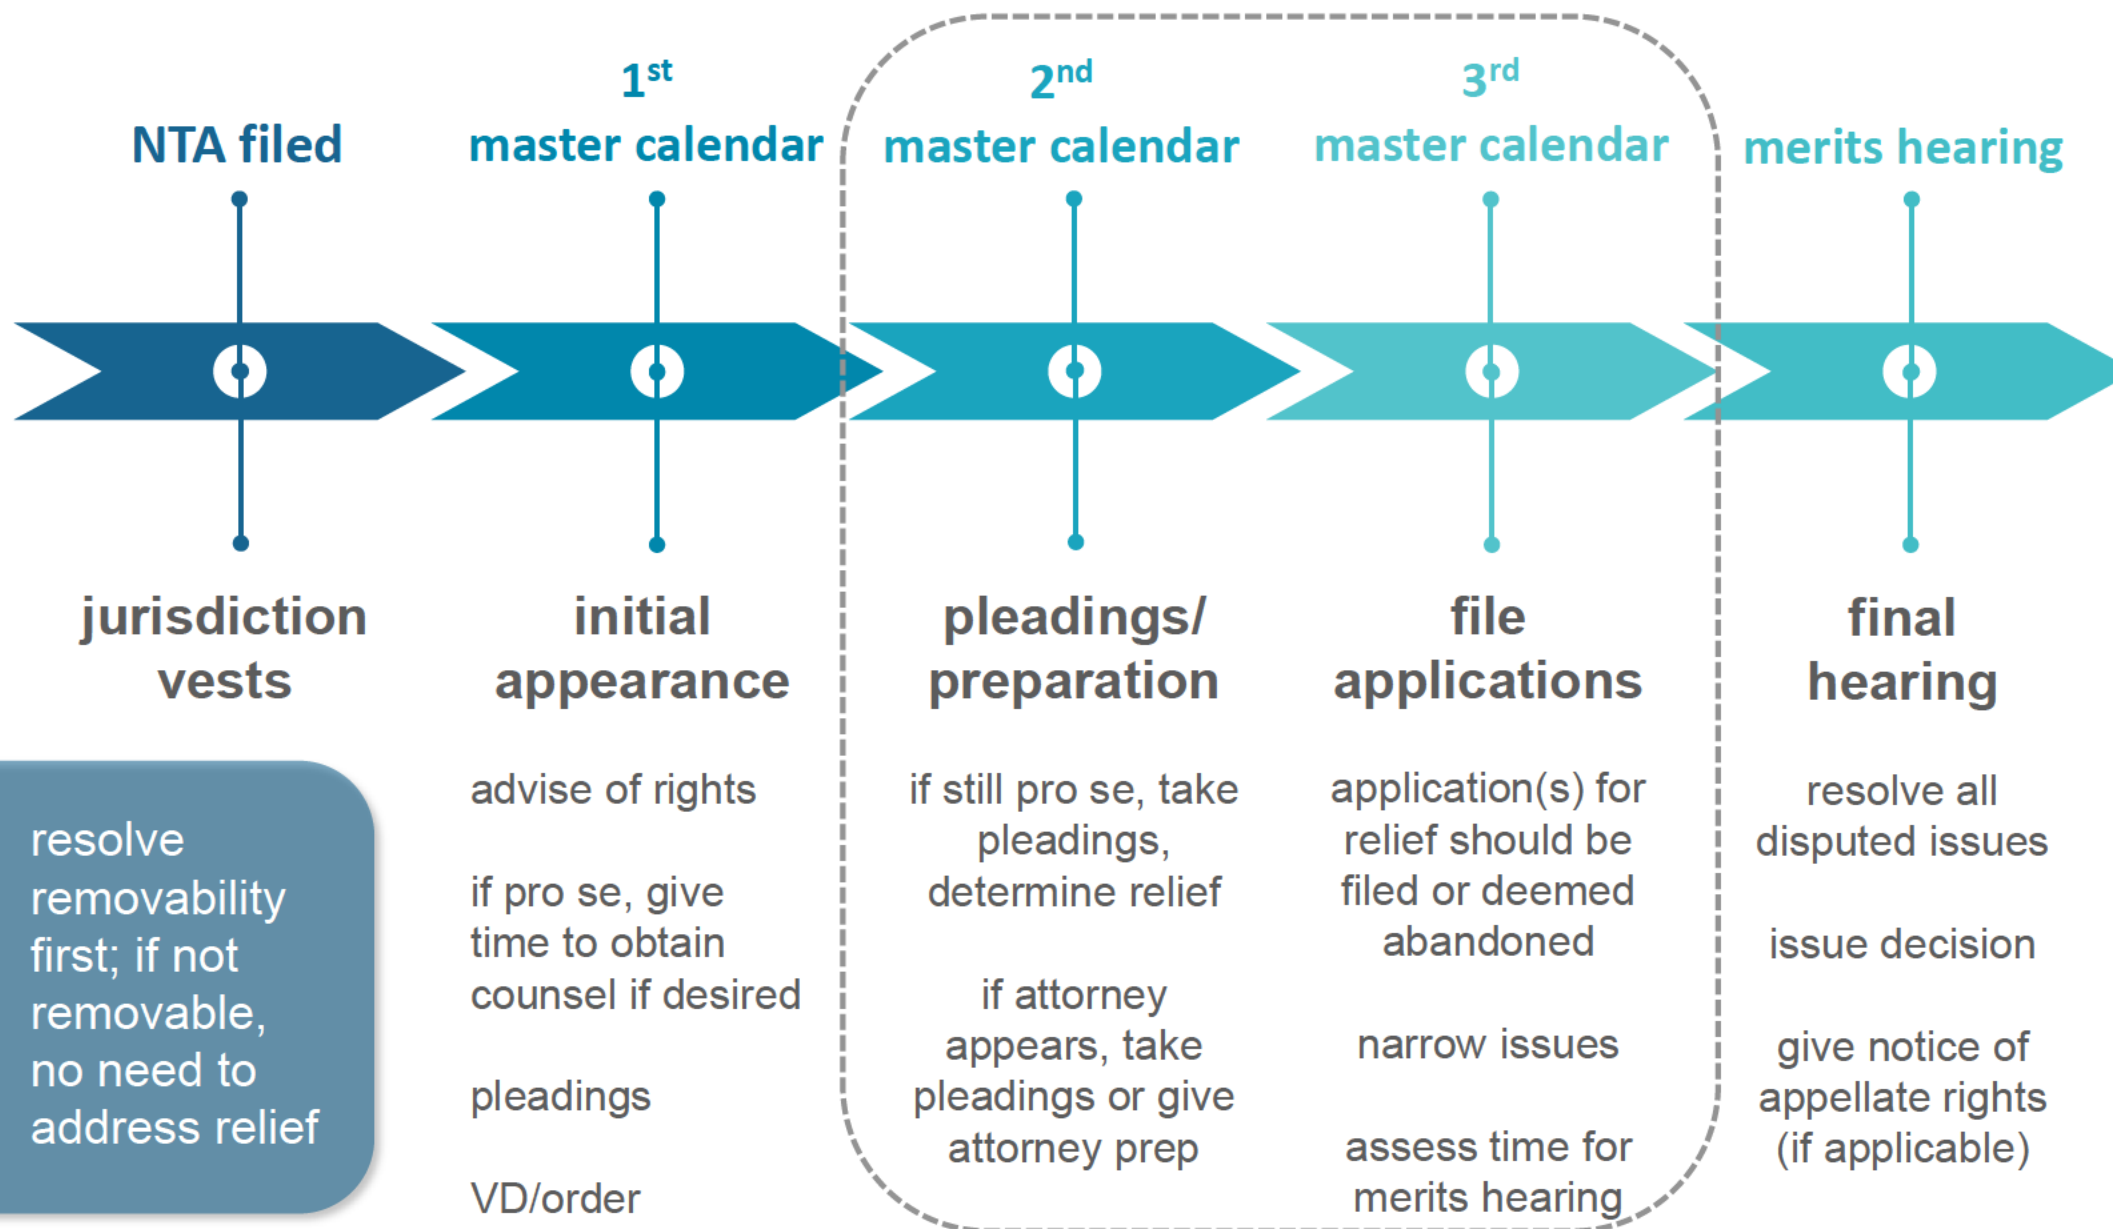 NTA filed
jurisdiction
vests
resolve
removability
first; if not
removable,
no need to
address relief
1st
master calendar
initial
appearance
advise of rights
if pro se, give
time to obtain
counsel if desired
pleadings
VD/order
2nd
master calendar
pleadings/
preparation
if still pro se, take
pleadings,
determine relief
if attorney
appears, take
pleadings or give
attorney prep
3rd
master calendar
file
applications
application(s) for
relief should be
filed or deemed
abandoned
narrow issues
assess time for
merits hearing
merits hearing
final
hearing
resolve all
disputed issues
issue decision
give notice of
appellate rights
(if applicable)